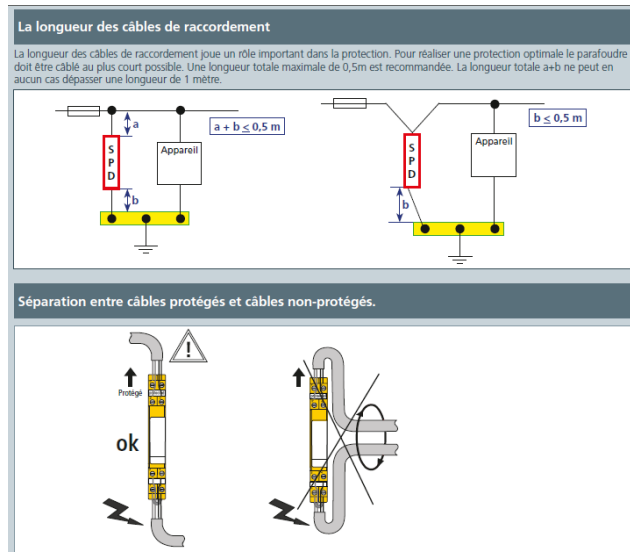 La longueur des câbles de raccordement
La longueur des câbles de raccordement joue un rôle important dans la protection. Pour réaliser une protection optimale le parafoudre
doit être câblé au plus court possible. Une longueur totale maximale de 0,5m est recommandée. La longueur totale a+b ne peut en
aucun cas dépasser une longueur de 1 mètre.
a
a + b ≤ 0,5 m
SPD
Appareil
b
b ≤ 0,5 m
SPD
Appareil
b
Séparation entre câbles protégés et câbles non-protégés.
!
Protégé
ok